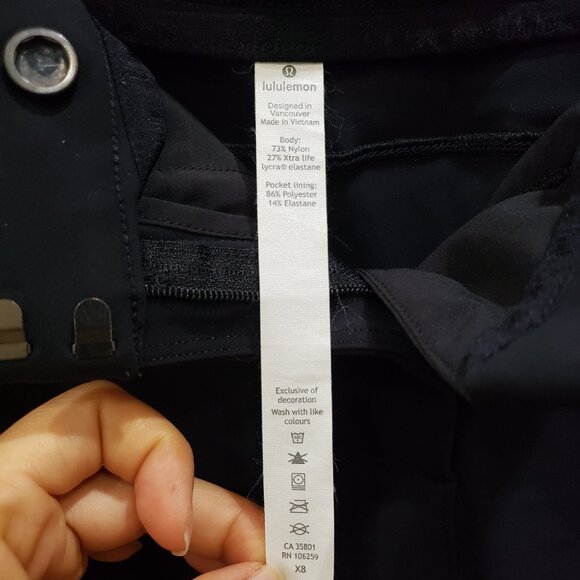 lululemon
Designed in
Vancouver
Made in Vietnam
Body:
73% Nylon
27% Xtra life
lycra® elastane
Pocket lining:
86% Polyester
14% Elastane
Exclusive of
decoration
Wash with like
colours
CA 35801
RN 106259
X8